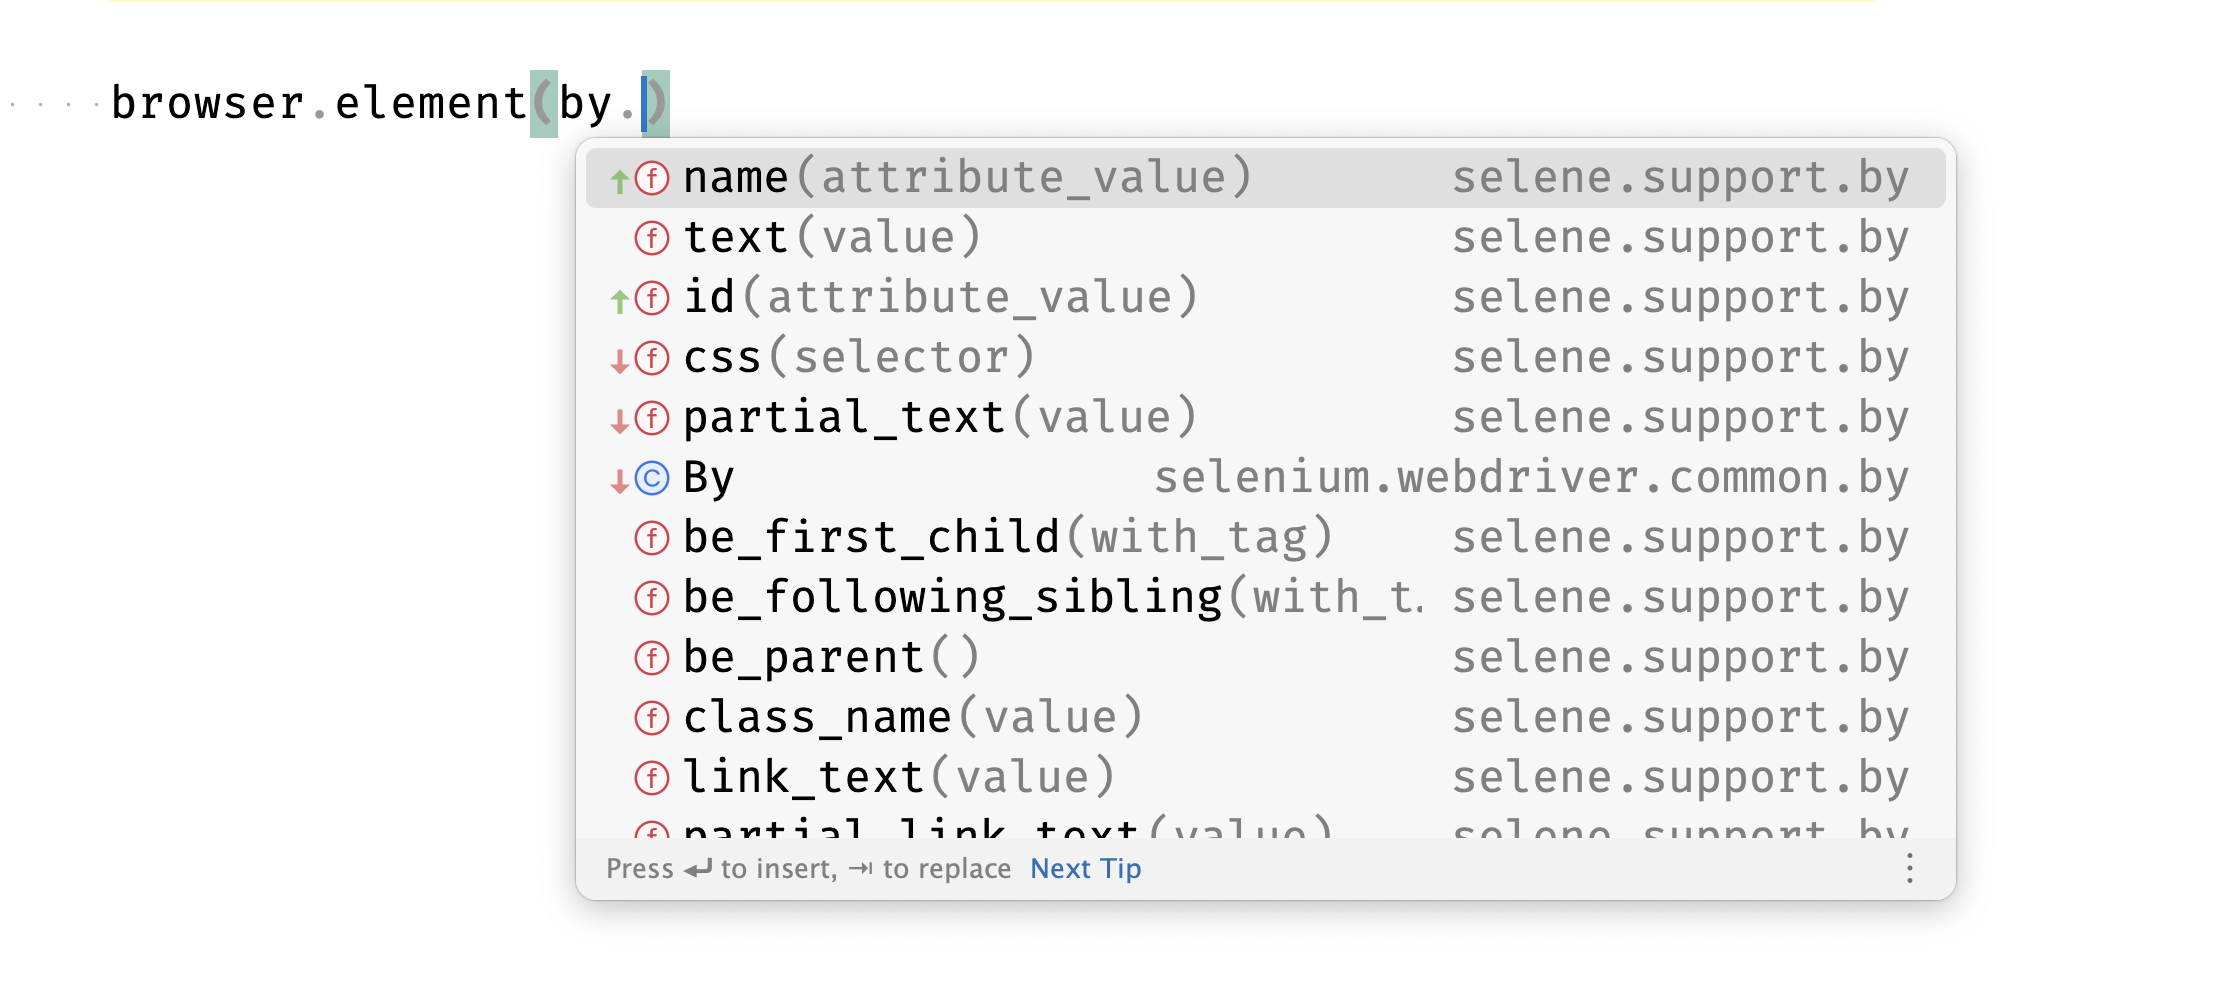 browser.element(by.)
name(attribute_value) selene.support.by
text(value) selene.support.by
id(attribute_value) selene.support.by
css(selector) selene.support.by
partial_text(value) selene.support.by
By selenium.webdriver.common.by
be_first_child(with_tag) selene.support.by
be_following_sibling(with_t. selene.support.by
be_parent() selene.support.by
class_name(value) selene.support.by
link_text(value) selene.support.by
partial_link_text(value) selene.support.by
Press ↵ to insert, ⇥ to replace Next Tip